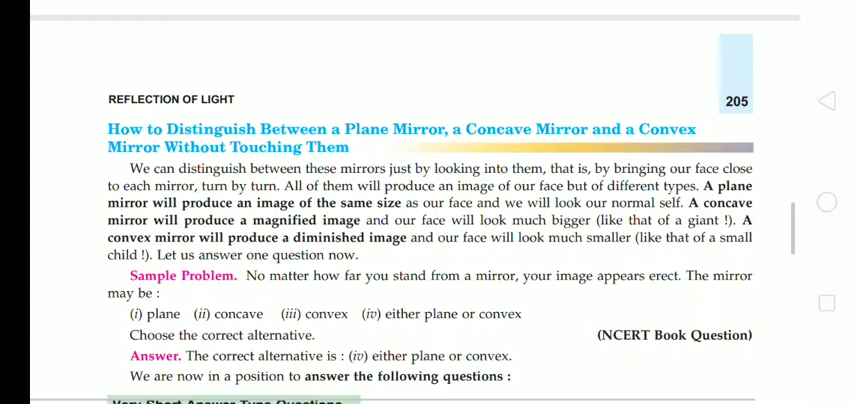 REFLECTION OF LIGHT
205
How to Distinguish Between a Plane Mirror, a Concave Mirror and a Convex
Mirror Without Touching Them
We can distinguish between these mirrors just by looking into them, that is, by bringing our face close
to each mirror, turn by turn. All of them will produce an image of our face but of different types. A plane
mirror will produce an image of the same size as our face and we will look our normal self. A concave
mirror will produce a magnified image and our face will look much bigger (like that of a giant !). A
convex mirror will produce a diminished image and our face will look much smaller (like that of a small
child !). Let us answer one question now.
Sample Problem. No matter how far you stand from a mirror, your image appears erect. The mirror
may be :
(i) plane (ii) concave (iii) convex (iv) either plane or convex
Choose the correct alternative. (NCERT Book Question)
Answer. The correct alternative is : (iv) either plane or convex.
We are now in a position to answer the following questions :
Very Short Answer Type Questions